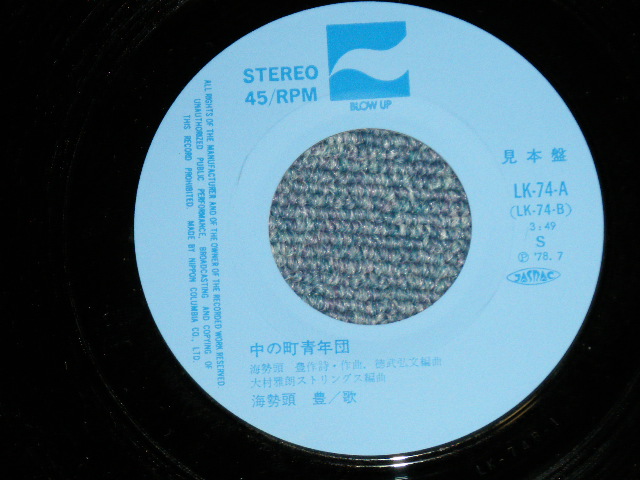 STEREO
45/RPM
BLOW UP
見本盤
LK-74-A
(LK-74-B)
3:49
S
Ⓟ '78.7
JASRAC
ALL RIGHTS OF THE MANUFACTURER AND OF THE OWNER OF THE RECORDED WORK RESERVED
UNAUTHORIZED PUBLIC PERFORMANCE, BROADCASTING AND COPYING OF
THIS RECORD PROHIBITED. MADE BY NIPPON COLUMBIA CO., LTD.
中の町青年団
海勢頭 豊作詩・作曲、徳武弘文編曲
大村雅朗ストリングス編曲
海勢頭 豊/歌